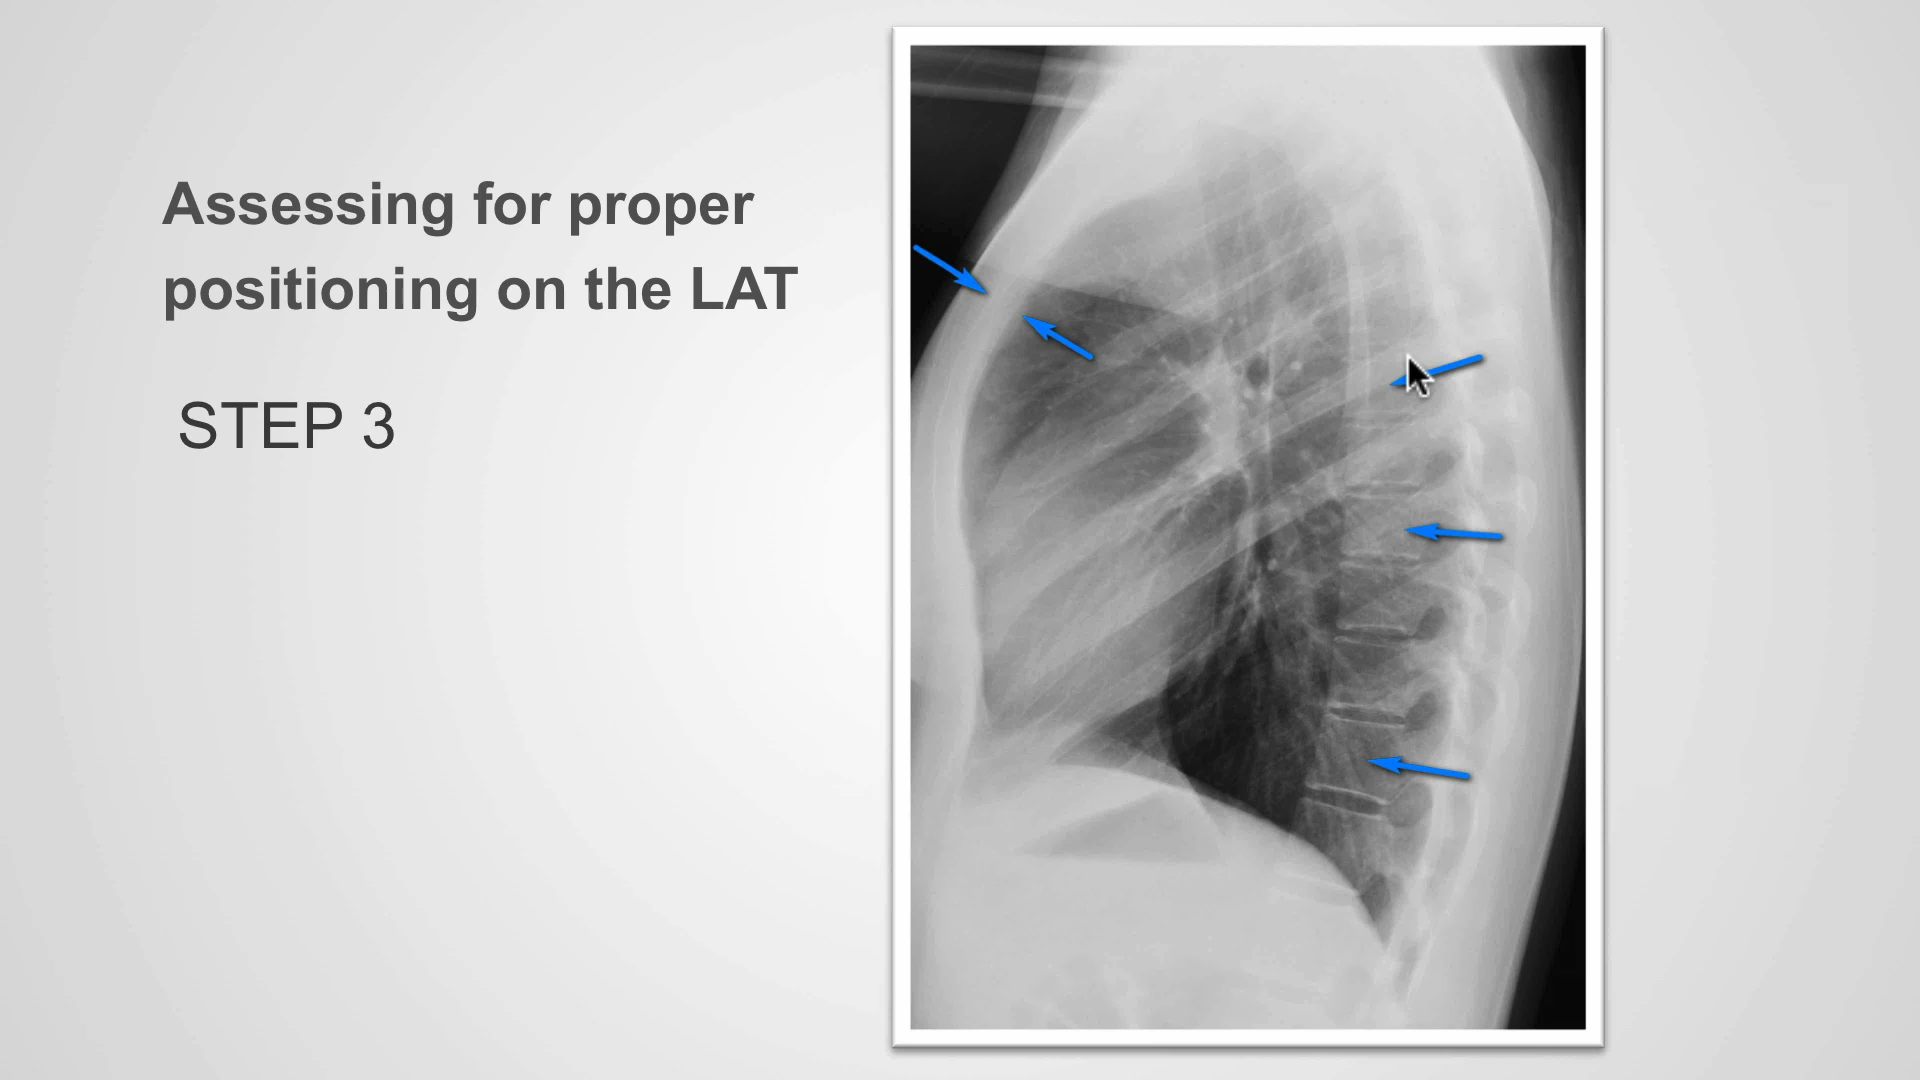 Assessing for proper
positioning on the LAT
STEP 3